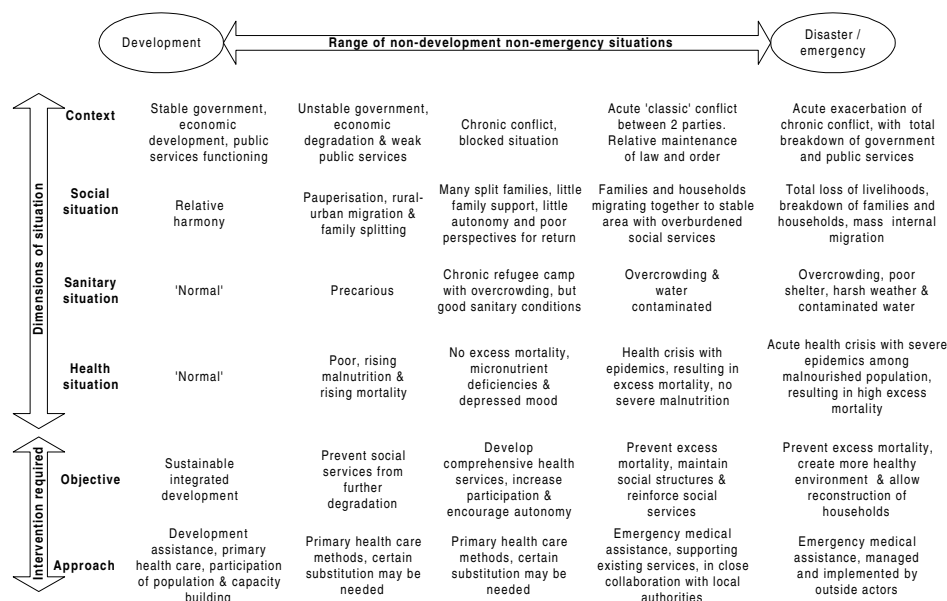 Development
Range of non-development non-emergency situations
Disaster /
emergency
Dimensions of situation
Context
Stable government,
economic
development, public
services functioning
Unstable government,
economic
degradation & weak
public services
Chronic conflict,
blocked situation
Acute 'classic' conflict
between 2 parties.
Relative maintenance
of law and order
Acute exacerbation of
chronic conflict, with total
breakdown of government
and public services
Social
situation
Relative
harmony
Pauperisation, rural-
urban migration &
family splitting
Many split families, little
family support, little
autonomy and poor
perspectives for return
Families and households
migrating together to stable
area with overburdened
social services
Total loss of livelihoods,
breakdown of families and
households, mass internal
migration
Sanitary
situation
'Normal'
Precarious
Chronic refugee camp
with overcrowding, but
good sanitary conditions
Overcrowding &
water
contaminated
Overcrowding, poor
shelter, harsh weather &
contaminated water
Health
situation
'Normal'
Poor, rising
malnutrition &
rising mortality
No excess mortality,
micronutrient
deficiencies &
depressed mood
Health crisis with
epidemics, resulting in
excess mortality, no
severe malnutrition
Acute health crisis with severe
epidemics among
malnourished population,
resulting in high excess
mortality
Intervention required
Objective
Sustainable
integrated
development
Prevent social
services from
further
degradation
Develop
comprehensive health
services, increase
participation &
encourage autonomy
Prevent excess
mortality, maintain
social structures &
reinforce social
services
Prevent excess mortality,
create more healthy
environment & allow
reconstruction of
households
Approach
Development
assistance, primary
health care, participation
of population & capacity
building
Primary health care
methods, certain
substitution may be
needed
Primary health care
methods, certain
substitution may be
needed
Emergency medical
assistance, supporting
existing services, in close
collaboration with local
authorities
Emergency medical
assistance, managed
and implemented by
outside actors